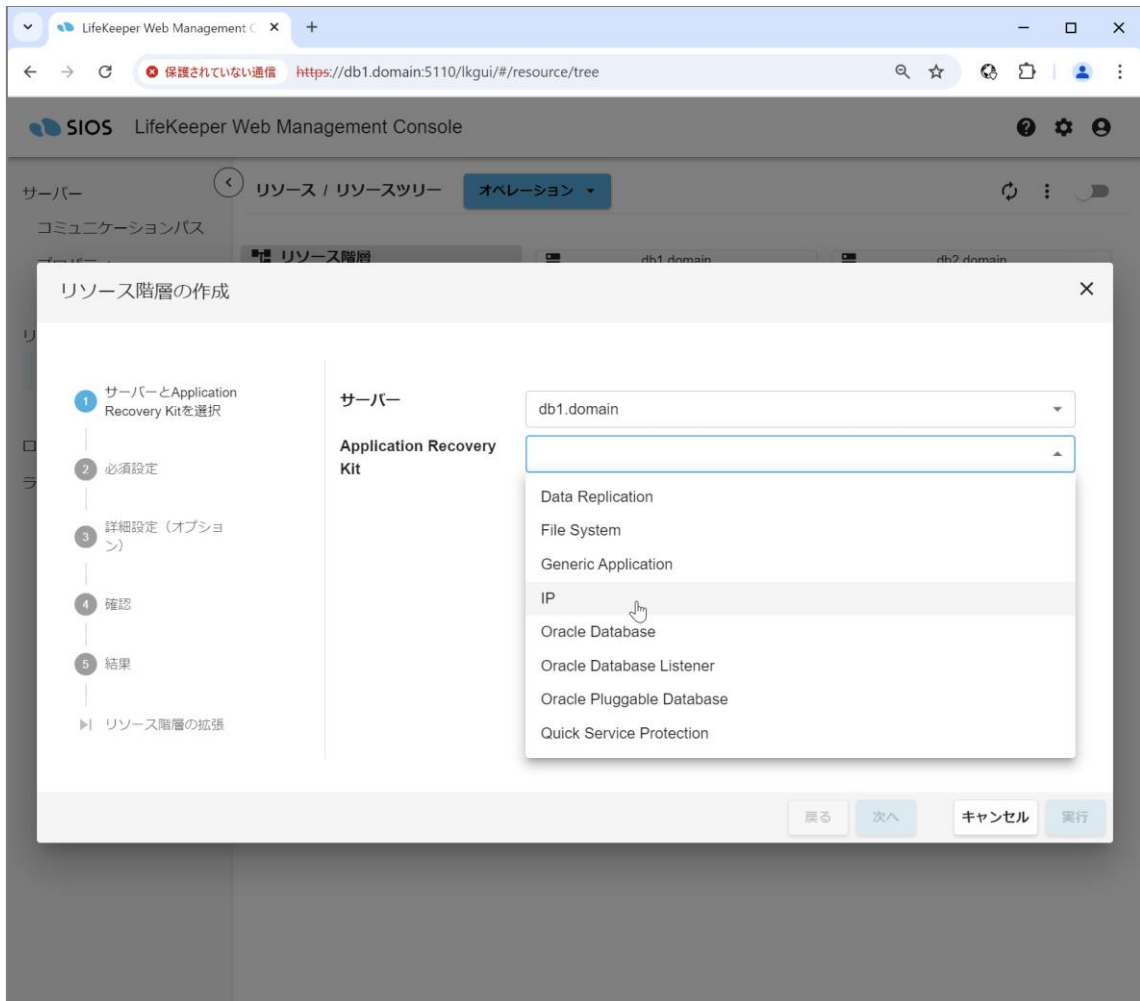 LifeKeeper Web Management C
保護されていない通信 https://db1.domain:5110/lkgui/#/resource/tree
SIOS LifeKeeper Web Management Console
サーバー
リソース / リソースツリー オペレーション
コミュニケーションパス
リソース階層 db1.domain db2.domain
リソース階層の作成
1 サーバーとApplication
Recovery Kitを選択
サーバー db1.domain
Application Recovery
Kit
2 必須設定
Data Replication
File System
3 詳細設定（オプショ
ン）
Generic Application
IP
4 確認
Oracle Database
5 結果
Oracle Database Listener
Oracle Pluggable Database
リソース階層の拡張
Quick Service Protection
戻る 次へ キャンセル 実行